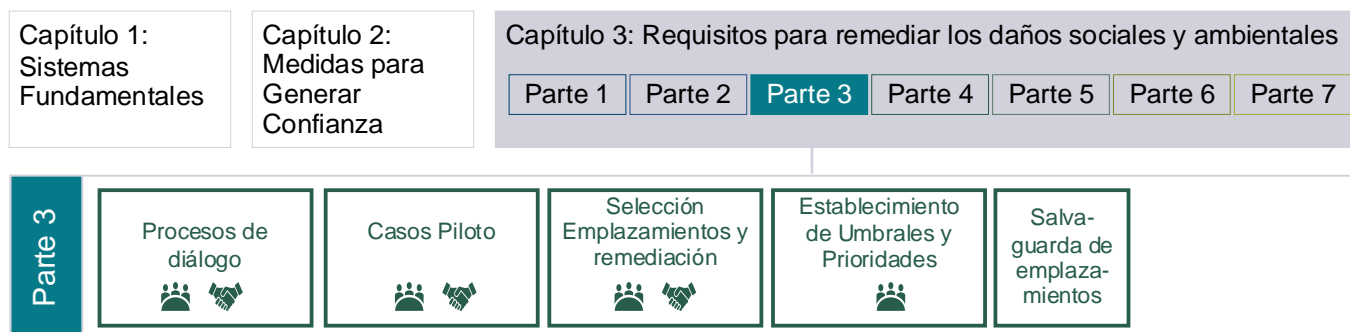 Capítulo 1:
Sistemas
Fundamentales
Capítulo 2:
Medidas para
Generar
Confianza
Capítulo 3: Requisitos para remediar los daños sociales y ambientales
Parte 1
Parte 2
Parte 3
Parte 4
Parte 5
Parte 6
Parte 7
Parte 3
Procesos de
diálogo
Casos Piloto
Selección
Emplazamientos y
remediación
Establecimiento
de Umbrales y
Prioridades
Salva-
guarda de
emplaza-
mientos